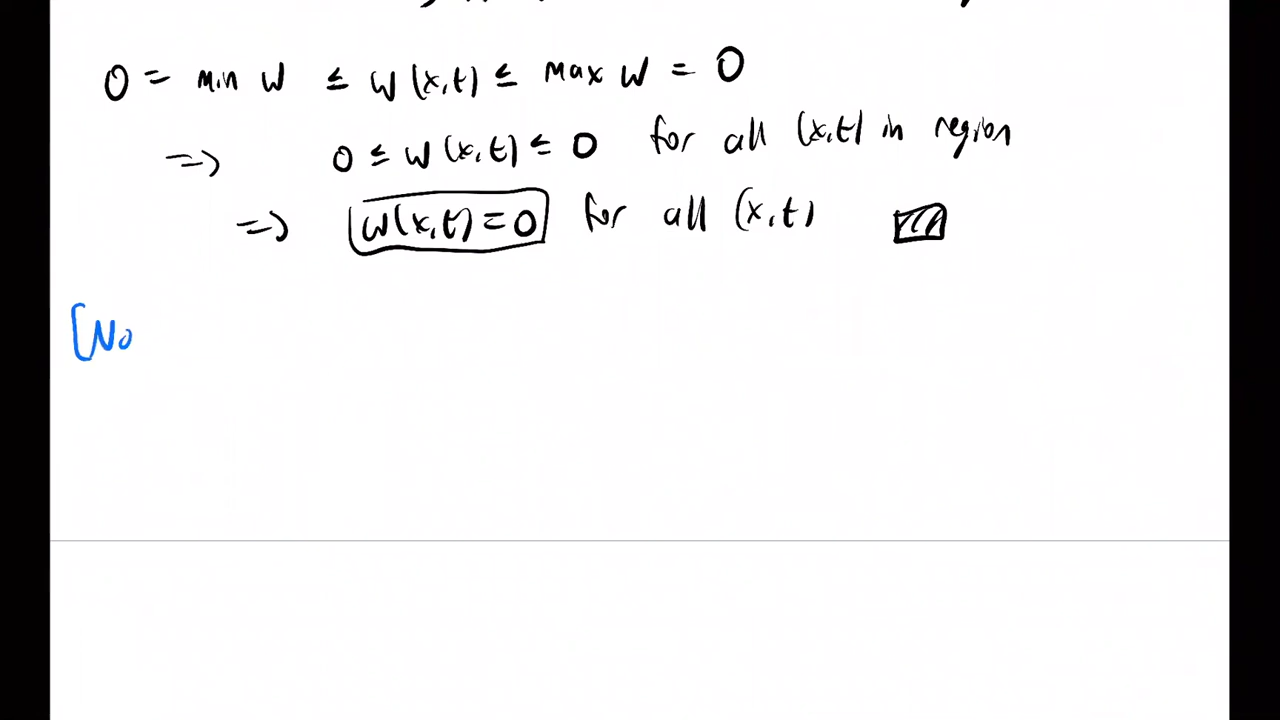 0 = min w ≤ w(x,t) ≤ max w = 0
=> 0 ≤ w(x,t) ≤ 0 for all (x,t) in region
=> w(x,t) = 0 for all (x,t)
[No